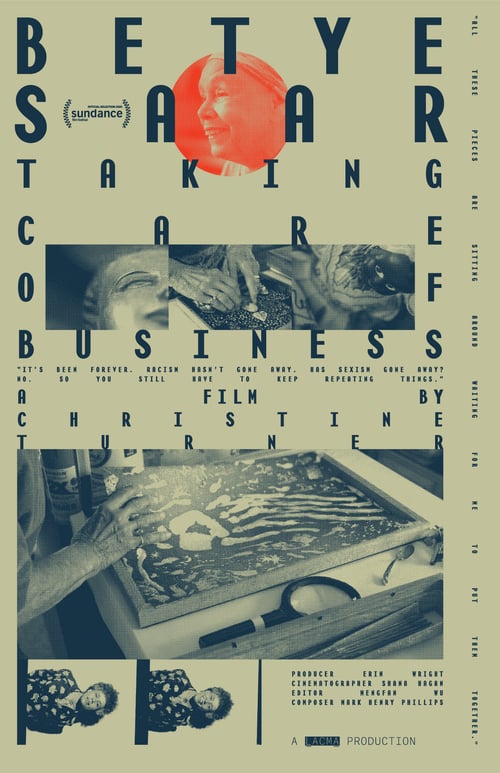 BETYE
SAAR
OFFICIAL SELECTION
sundance
film festival
TAKING
CARE
OF
BUSINESS
"IT'S BEEN FOREVER. RACISM HASN'T GONE AWAY. HAS SEXISM GONE AWAY?
NO. SO YOU STILL HAVE TO KEEP REPEATING THINGS."
A FILM BY
CHRISTINE
TURNER
"ALL THESE PIECES ARE SITTING AROUND WAITING FOR ME TO PUT THEM TOGETHER."
PRODUCER ERIN WRIGHT
CINEMATOGRAPHER SHANA HAGAN
EDITOR MENGFAN WU
COMPOSER MARK HENRY PHILLIPS
A LACMA PRODUCTION